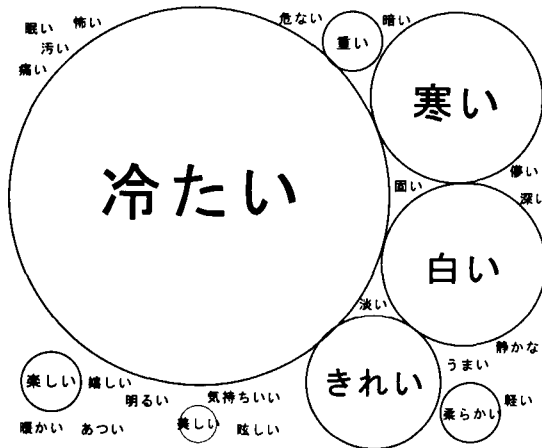 眠い
怖い
汚い
痛い
危ない
重い
暗い
寒い
冷たい
固い
儚い
深い
白い
淡い
静かな
うまい
きれい
楽しい
嬉しい
明るい
気持ちいい
美しい
柔らかい
軽い
暖かい
あつい
眩しい